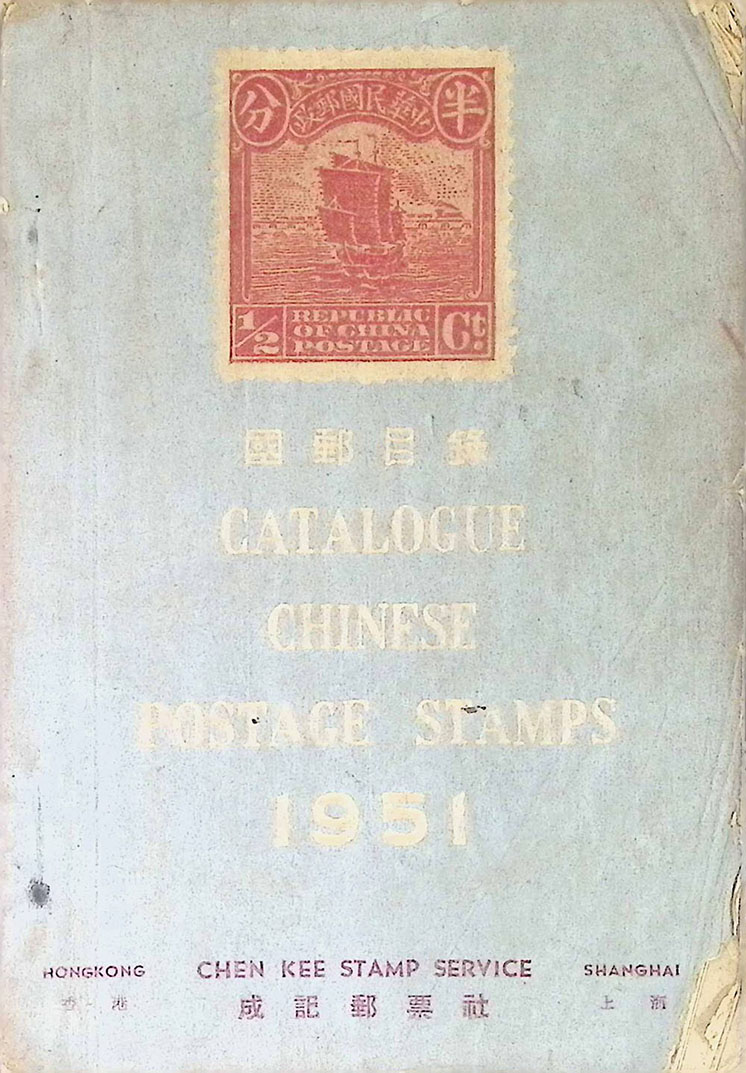 半 中華民國郵政 分
1/2 REPUBLIC OF CHINA POSTAGE Ct.
國郵目錄
CATALOGUE
CHINESE
POSTAGE STAMPS
1951
HONGKONG CHEN KEE STAMP SERVICE SHANGHAI
香港 成記郵票社 上海